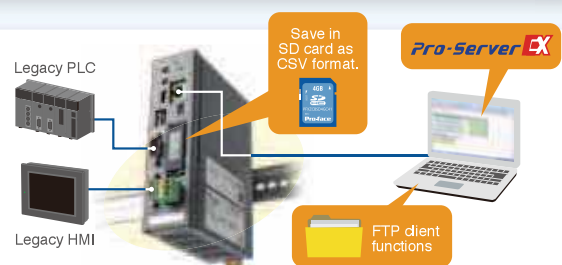 Save in
SD card as
CSV format.
Pro-Server EX
Legacy PLC
4GB
SD
Pro-face
Legacy HMI
FTP client
functions